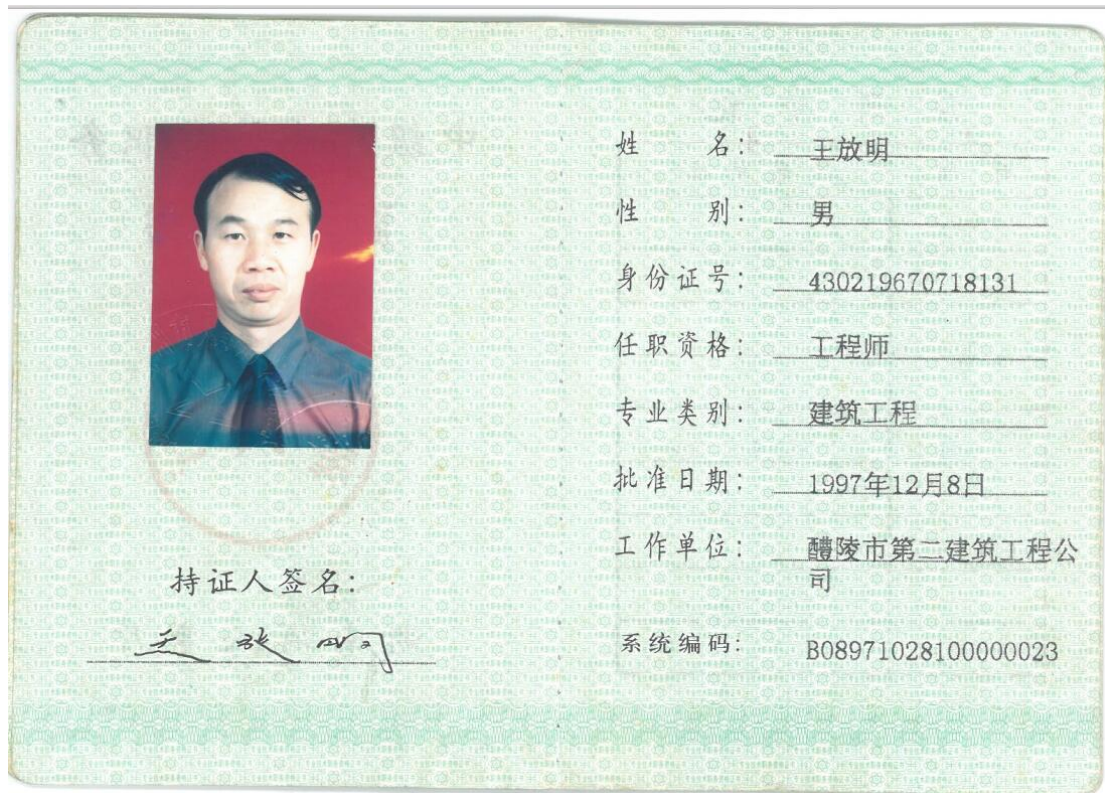 姓 名： 王放明
性 别： 男
身份证号： 430219670718131
任职资格： 工程师
专业类别： 建筑工程
批准日期： 1997年12月8日
工作单位： 醴陵市第二建筑工程公
司
系统编码： B08971028100000023
持证人签名：